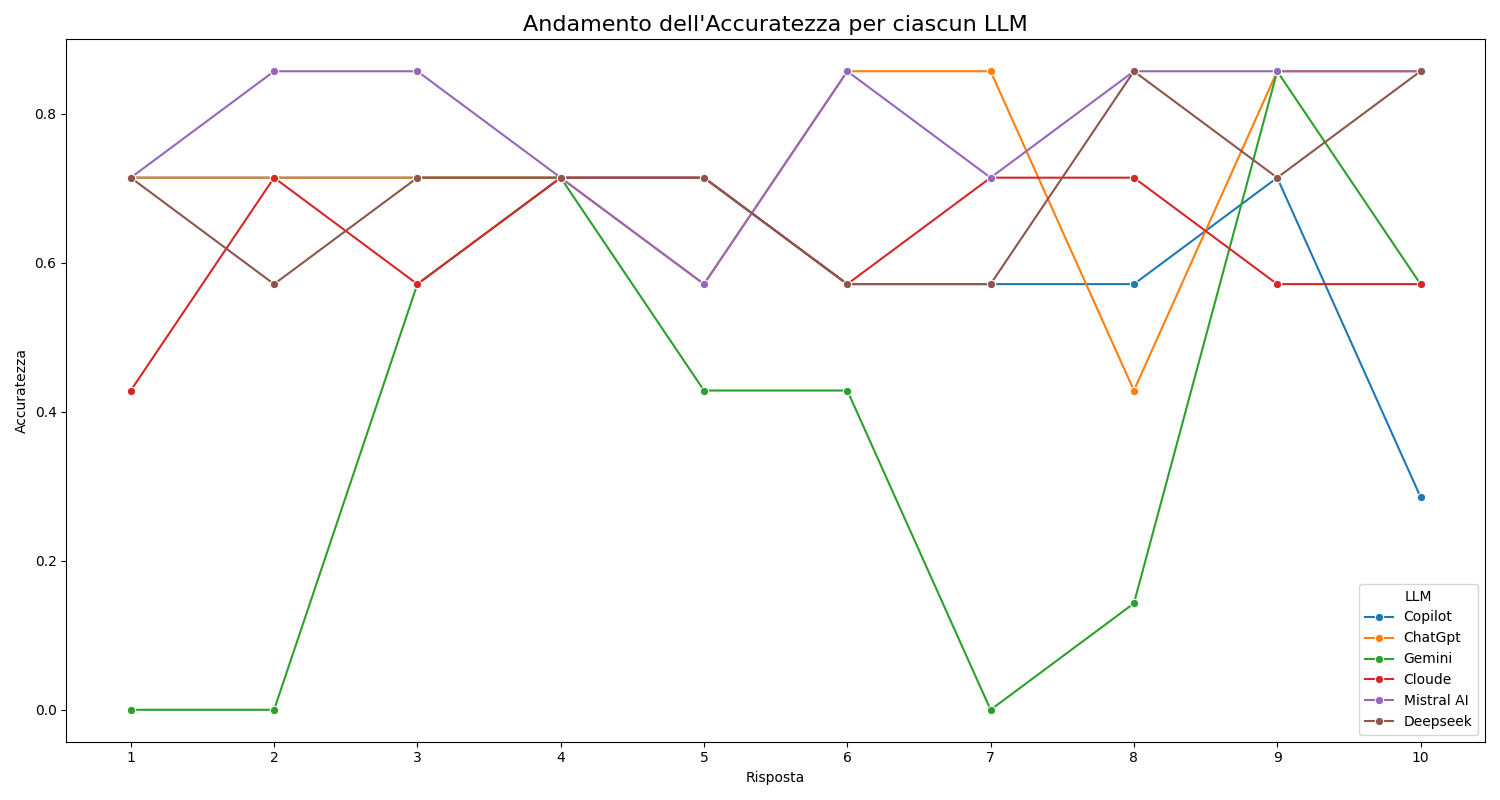 Andamento dell'Accuratezza per ciascun LLM
Accuratezza
0.8
0.6
0.4
0.2
0.0
1 2 3 4 5 6 7 8 9 10
Risposta
LLM
Copilot
ChatGpt
Gemini
Cloude
Mistral AI
Deepseek